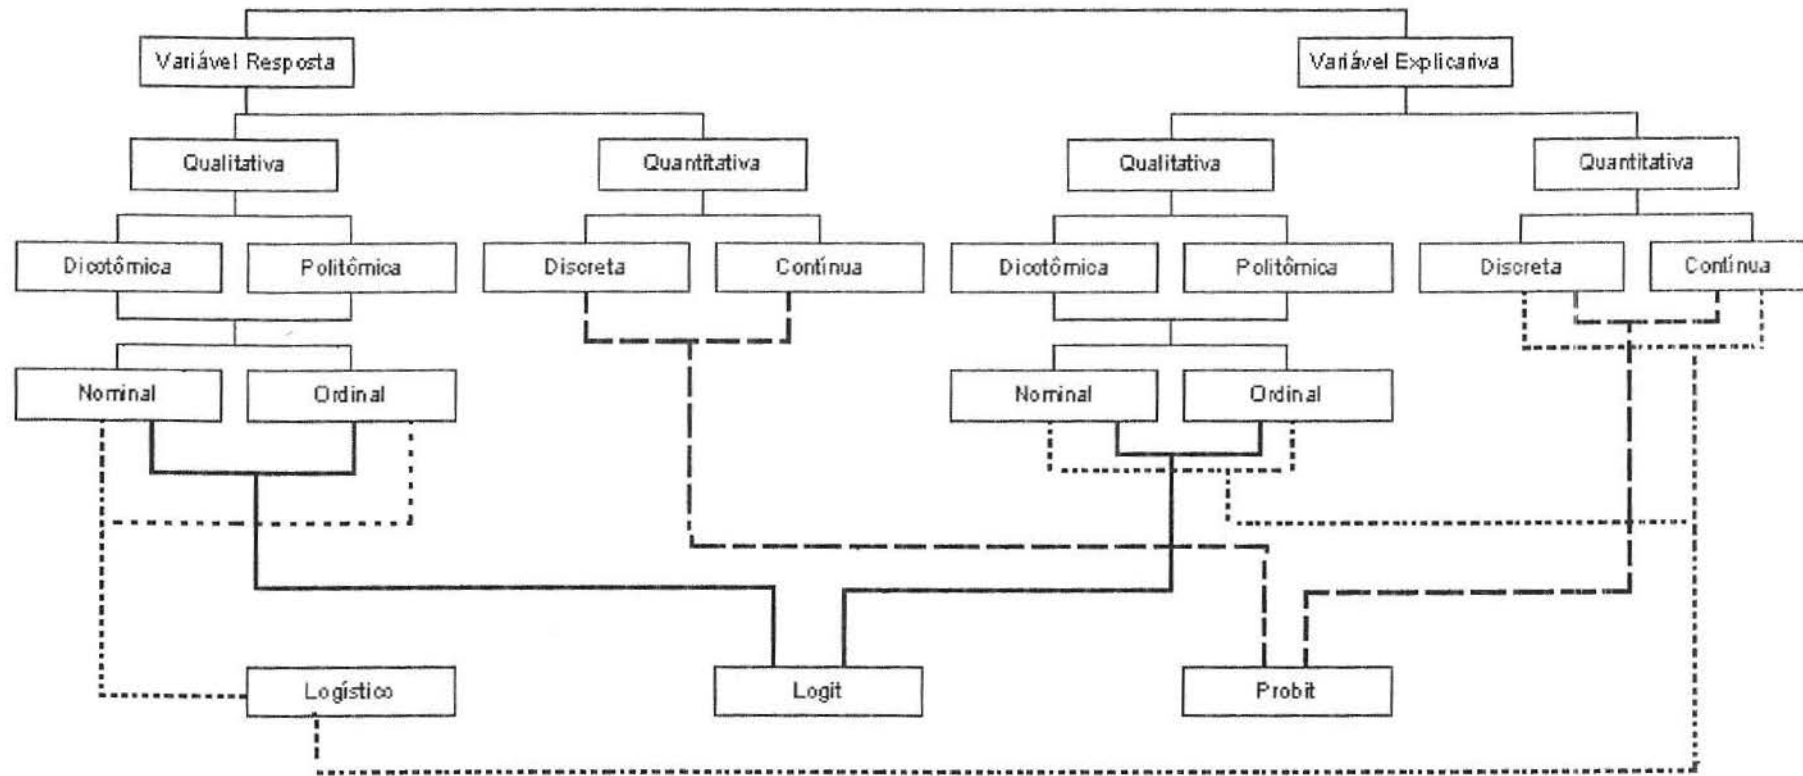 Variável Resposta
Variável Explicariva
Qualitativa
Quantitativa
Qualitativa
Quantitativa
Dicotômica
Politômica
Discreta
Contínua
Dicotômica
Politômica
Discreta
Contínua
Nominal
Ordinal
Nominal
Ordinal
Logístico
Logit
Probit